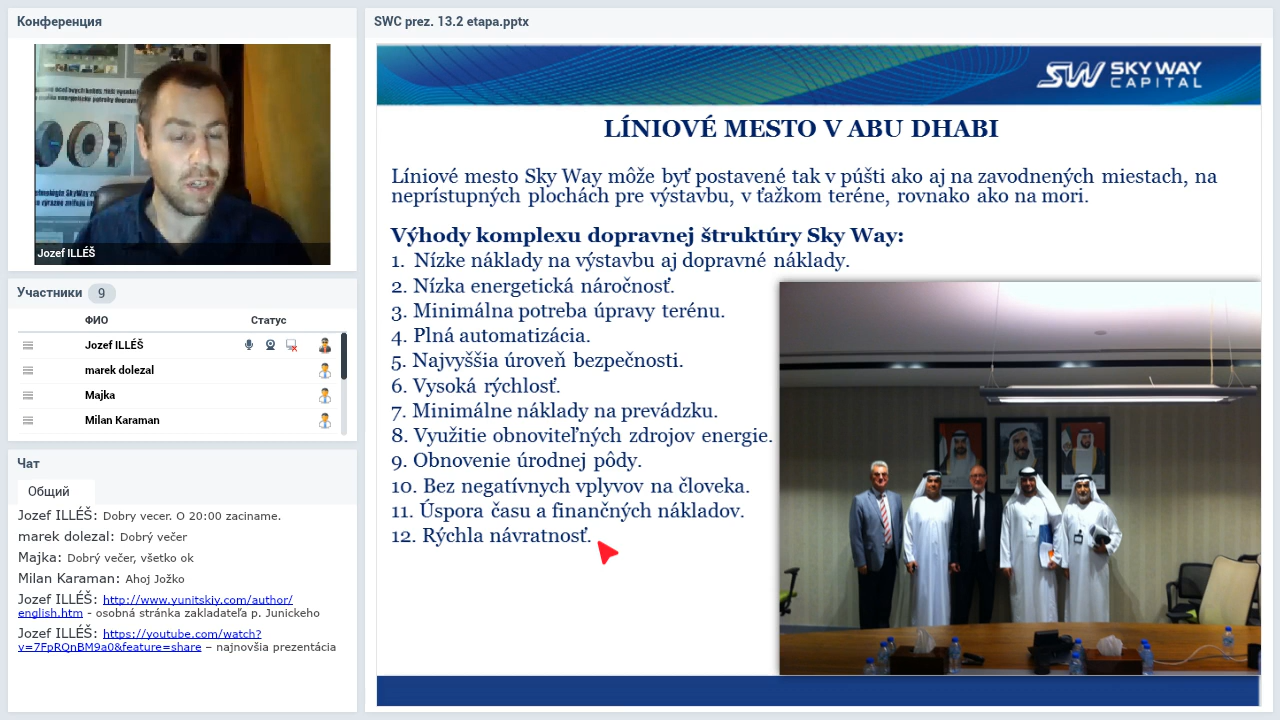 Конференция
Jozef ILLÉŠ
Участники 9
ФИО Статус
Jozef ILLÉŠ
marek dolezal
Majka
Milan Karaman
Чат
Общий
Jozef ILLÉŠ: Dobry vecer. O 20:00 zaciname.
marek dolezal: Dobrý večer
Majka: Dobrý večer, všetko ok
Milan Karaman: Ahoj Jožko
Jozef ILLÉŠ: http://www.yunitskiy.com/author/
english.htm - osobná stránka zakladateľa p. Junickeho
Jozef ILLÉŠ: https://youtube.com/watch?
v=7FpRQnBM9a0&feature=share – najnovšia prezentácia
SWC prez. 13.2 etapa.pptx
SW SKY WAY
CAPITAL
LÍNIOVÉ MESTO V ABU DHABI
Líniové mesto Sky Way môže byť postavené tak v púšti ako aj na zavodnených miestach, na
neprístupných plochách pre výstavbu, v ťažkom teréne, rovnako ako na mori.
Výhody komplexu dopravnej štruktúry Sky Way:
1. Nízke náklady na výstavbu aj dopravné náklady.
2. Nízka energetická náročnosť.
3. Minimálna potreba úpravy terénu.
4. Plná automatizácia.
5. Najvyššia úroveň bezpečnosti.
6. Vysoká rýchlosť.
7. Minimálne náklady na prevádzku.
8. Využitie obnoviteľných zdrojov energie.
9. Obnovenie úrodnej pôdy.
10. Bez negatívnych vplyvov na človeka.
11. Úspora času a finančných nákladov.
12. Rýchla návratnosť.